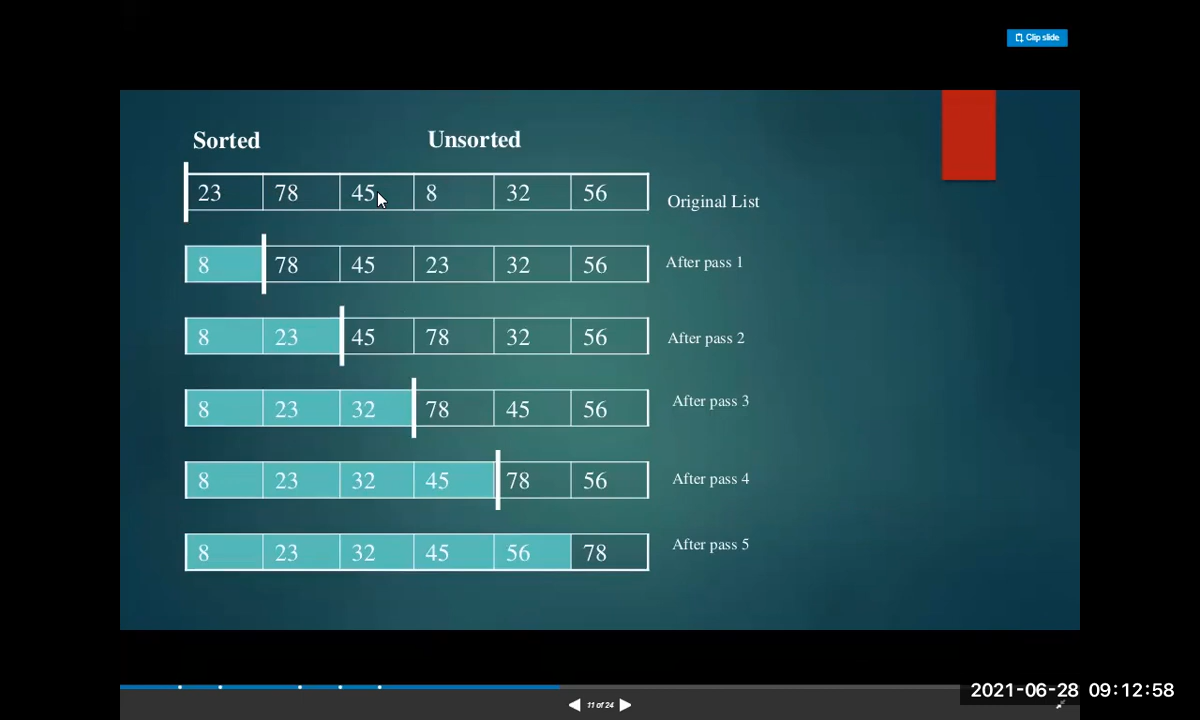 Clip slide
Sorted Unsorted
23 78 45 8 32 56 Original List
8 78 45 23 32 56 After pass 1
8 23 45 78 32 56 After pass 2
8 23 32 78 45 56 After pass 3
8 23 32 45 78 56 After pass 4
8 23 32 45 56 78 After pass 5
2021-06-28 09:12:58
11 of 24